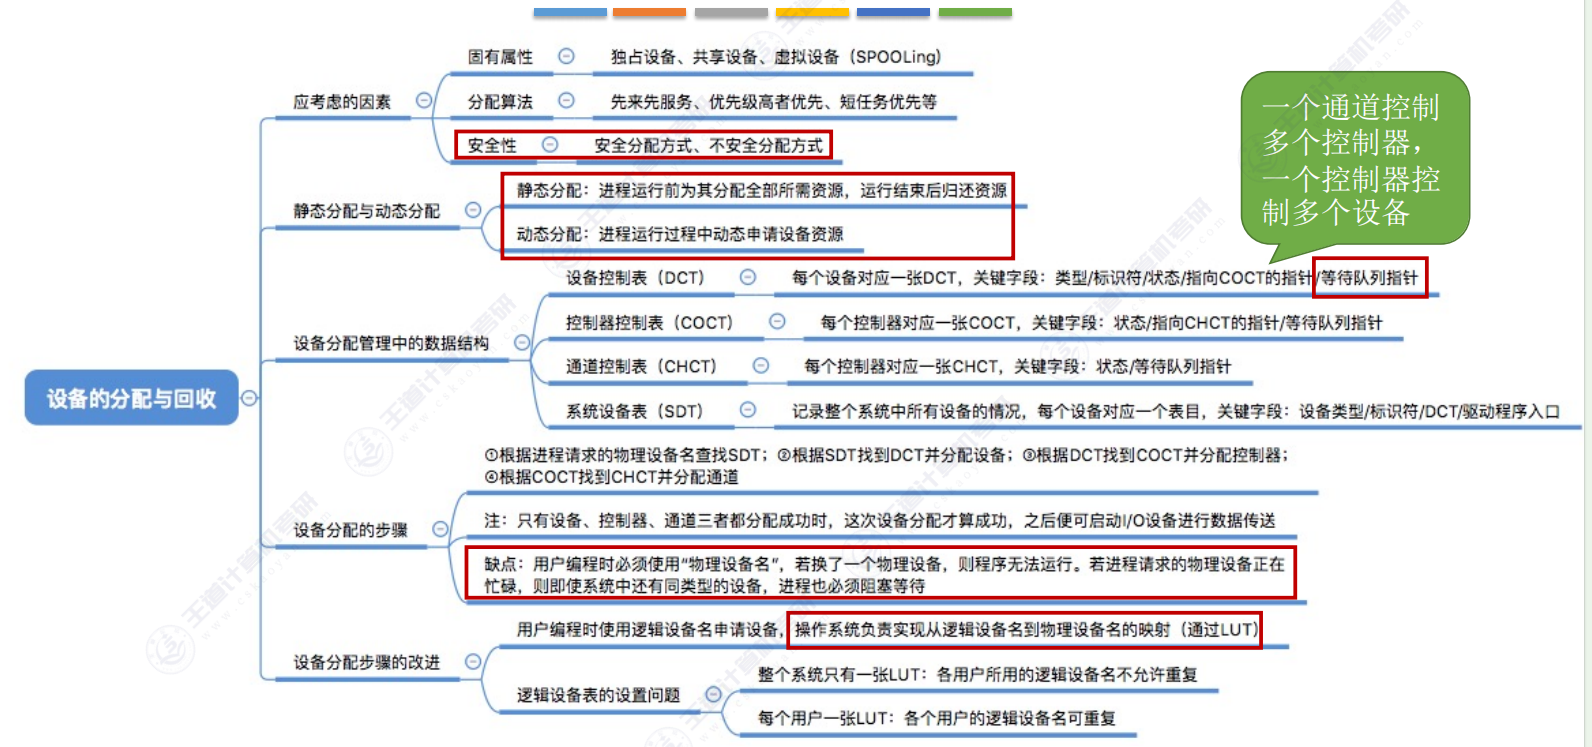 固有属性
独占设备、共享设备、虚拟设备（SPOOLing）
应考虑的因素
分配算法
先来先服务、优先级高者优先、短任务优先等
安全性
安全分配方式、不安全分配方式
一个通道控制
多个控制器，
一个控制器控
制多个设备
静态分配与动态分配
静态分配：进程运行前为其分配全部所需资源，运行结束后归还资源
动态分配：进程运行过程中动态申请设备资源
设备分配管理中的数据结构
设备控制表（DCT）
每个设备对应一张DCT，关键字段：类型/标识符/状态/指向COCT的指针/等待队列指针
控制器控制表（COCT）
每个控制器对应一张COCT，关键字段：状态/指向CHCT的指针/等待队列指针
通道控制表（CHCT）
每个控制器对应一张CHCT，关键字段：状态/等待队列指针
系统设备表（SDT）
记录整个系统中所有设备的情况，每个设备对应一个表目，关键字段：设备类型/标识符/DCT/驱动程序入口
设备的分配与回收
设备分配的步骤
①根据进程请求的物理设备名查找SDT；②根据SDT找到DCT并分配设备；③根据DCT找到COCT并分配控制器；
④根据COCT找到CHCT并分配通道
注：只有设备、控制器、通道三者都分配成功时，这次设备分配才算成功，之后便可启动I/O设备进行数据传送
缺点：用户编程时必须使用“物理设备名”，若换了一个物理设备，则程序无法运行。若进程请求的物理设备正在
忙碌，则即使系统中还有同类型的设备，进程也必须阻塞等待
设备分配步骤的改进
用户编程时使用逻辑设备名申请设备，操作系统负责实现从逻辑设备名到物理设备名的映射（通过LUT）
逻辑设备表的设置问题
整个系统只有一张LUT：各用户所用的逻辑设备名不允许重复
每个用户一张LUT：各个用户的逻辑设备名可重复
王道计算机考研
www.cskaoyan.com